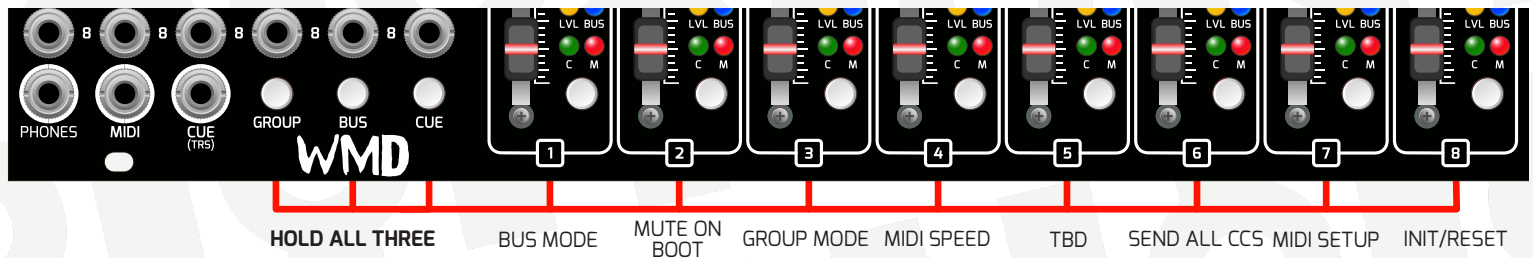 LVL BUS LVL BUS LVL BUS LVL BUS LVL BUS LVL BUS LVL BUS LVL BUS
8 8 8 8 8
C M C M C M C M C M C M C M C M
PHONES MIDI CUE GROUP BUS CUE
(TRS)
WMD
1 2 3 4 5 6 7 8
HOLD ALL THREE BUS MODE MUTE ON GROUP MODE MIDI SPEED TBD SEND ALL CCS MIDI SETUP INIT/RESET
BOOT